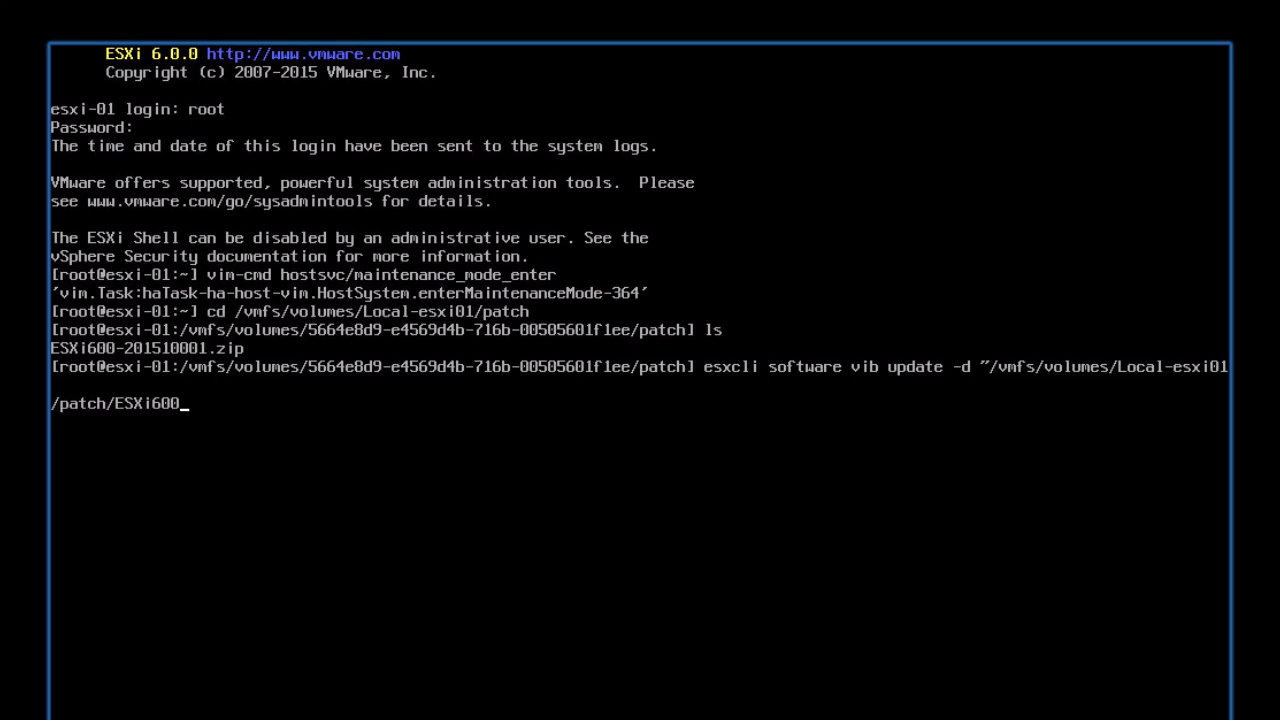 ESXi 6.0.0 http://www.vmware.com
Copyright (c) 2007-2015 VMware, Inc.
esxi-01 login: root
Password:
The time and date of this login have been sent to the system logs.
VMware offers supported, powerful system administration tools.  Please
see www.vmware.com/go/sysadmintools for details.
The ESXi Shell can be disabled by an administrative user. See the
vSphere Security documentation for more information.
[root@esxi-01:~] vim-cmd hostsvc/maintenance_mode_enter
'vim.Task:haTask-ha-host-vim.HostSystem.enterMaintenanceMode-364'
[root@esxi-01:~] cd /vmfs/volumes/Local-esxi01/patch
[root@esxi-01:/vmfs/volumes/5664e8d9-e4569d4b-716b-00505601f1ee/patch] ls
ESXi600-201510001.zip
[root@esxi-01:/vmfs/volumes/5664e8d9-e4569d4b-716b-00505601f1ee/patch] esxcli software vib update -d "/vmfs/volumes/Local-esxi01
/patch/ESXi600_